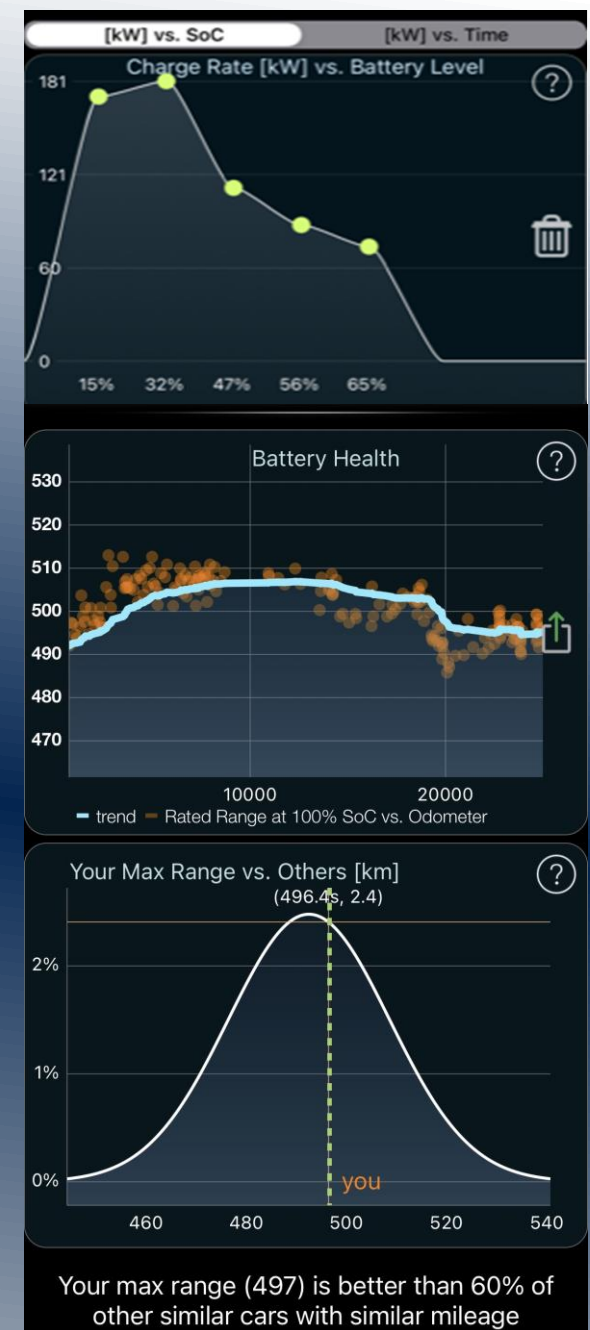 [kW] vs. SoC [kW] vs. Time
Charge Rate [kW] vs. Battery Level
?
181
121
60
0
15% 32% 47% 56% 65%
Battery Health
?
530
520
510
500
490
480
470
10000 20000
trend Rated Range at 100% SoC vs. Odometer
Your Max Range vs. Others [km]
?
(496.4s, 2.4)
2%
1%
0%
you
460 480 500 520 540
Your max range (497) is better than 60% of
other similar cars with similar mileage